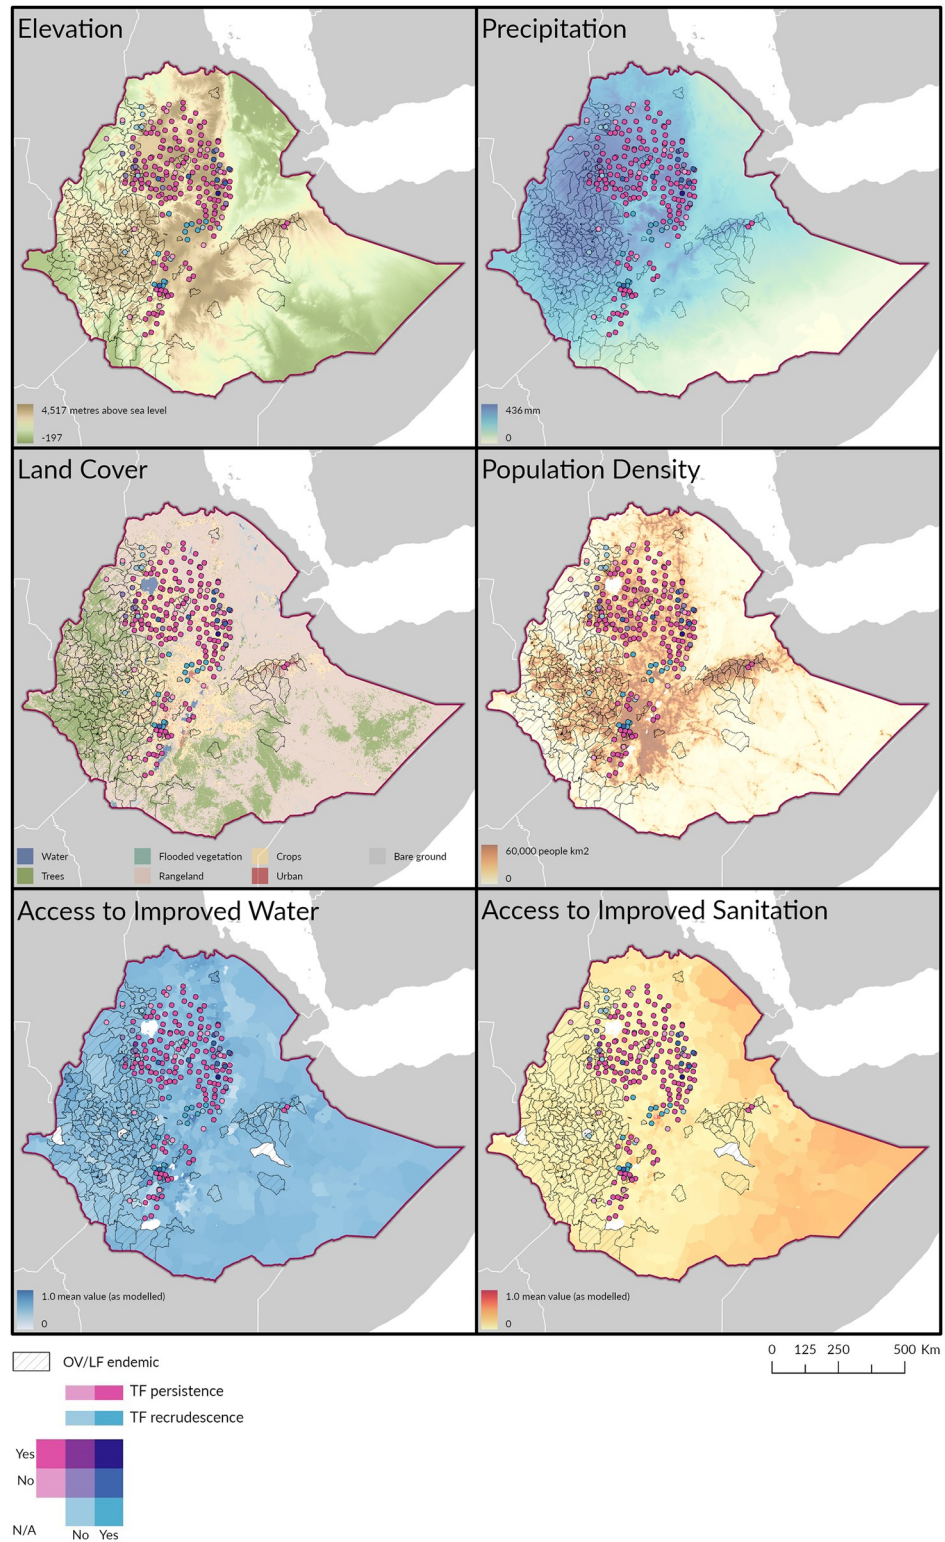 Elevation
Precipitation
4,517 metres above sea level
-197
436 mm
0
Land Cover
Population Density
Water
Flooded vegetation
Crops
Bare ground
Trees
Rangeland
Urban
60,000 people km2
0
Access to Improved Water
Access to Improved Sanitation
1.0 mean value (as modelled)
0
1.0 mean value (as modelled)
0
0 125 250 500 Km
OV/LF endemic
TF persistence
TF recrudescence
Yes
No
N/A
No Yes